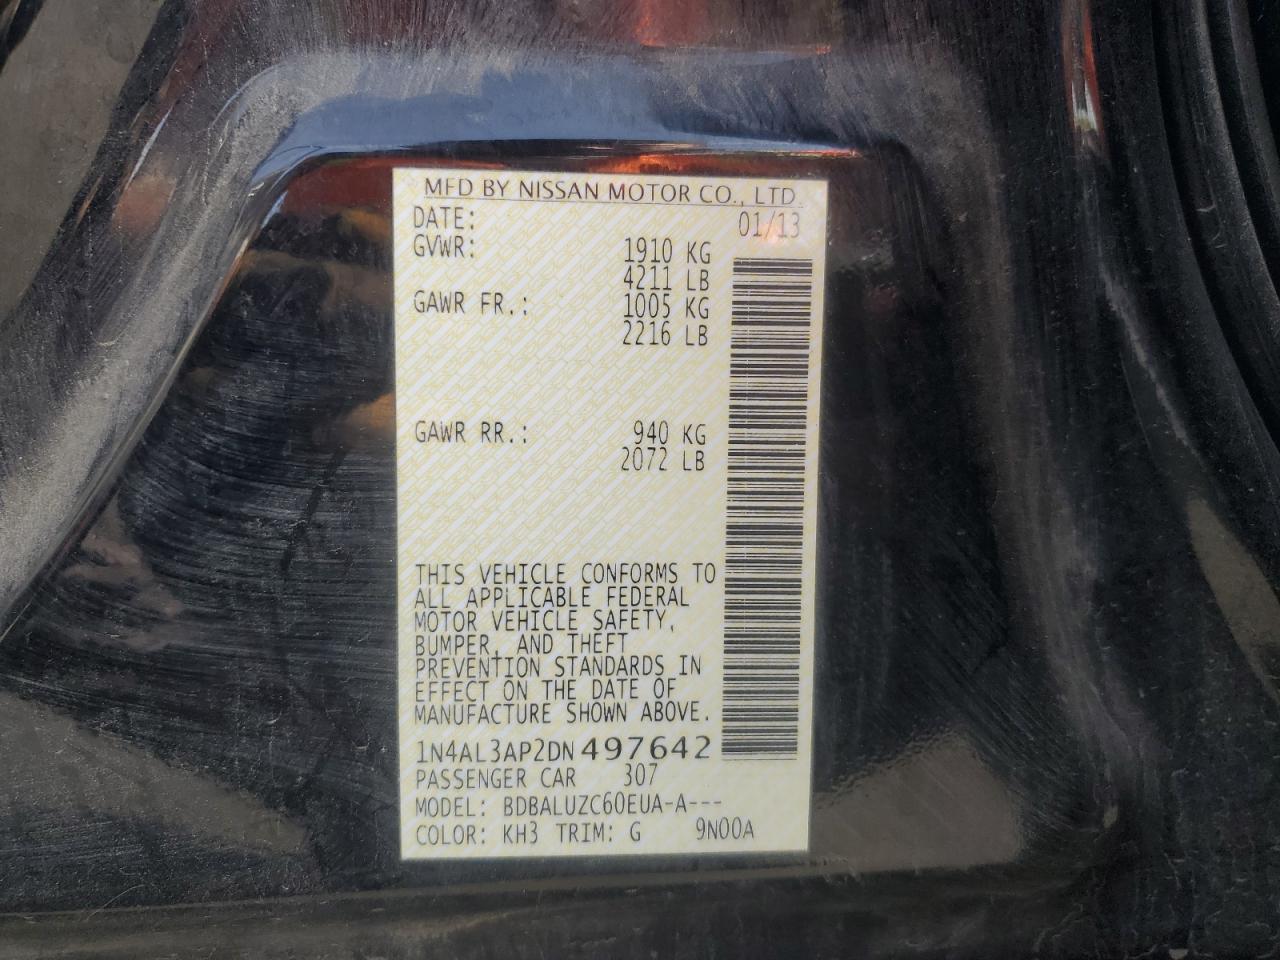 MFD BY NISSAN MOTOR CO., LTD.
DATE: 01/13
GVWR: 1910 KG
4211 LB
GAWR FR.: 1005 KG
2216 LB
GAWR RR.: 940 KG
2072 LB
THIS VEHICLE CONFORMS TO
ALL APPLICABLE FEDERAL
MOTOR VEHICLE SAFETY,
BUMPER, AND THEFT
PREVENTION STANDARDS IN
EFFECT ON THE DATE OF
MANUFACTURE SHOWN ABOVE.
1N4AL3AP2DN497642
PASSENGER CAR 307
MODEL: BDBALUZC60EUA-A---
COLOR: KH3 TRIM: G 9N00A